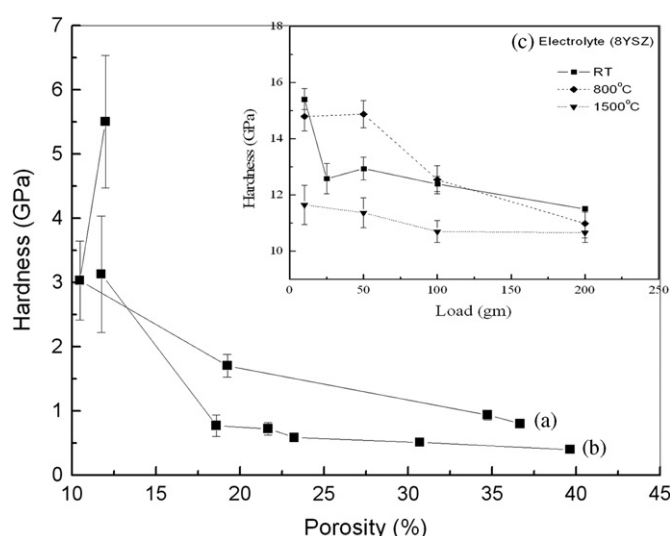 7
6
5
4
3
2
1
0
Hardness (GPa)
10 15 20 25 30 35 40 45
Porosity (%)
(a)
(b)
18
16
14
12
10
Hardness (GPa)
0 50 100 150 200 250
Load (gm)
(c) Electrolyte (8YSZ)
RT
800°C
1500°C